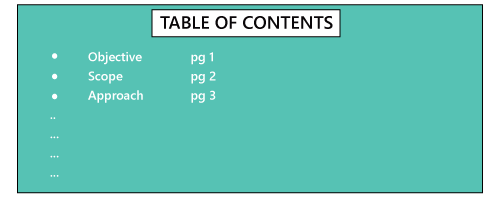 TABLE OF CONTENTS
• Objective pg 1
• Scope pg 2
• Approach pg 3
..
...
...
...